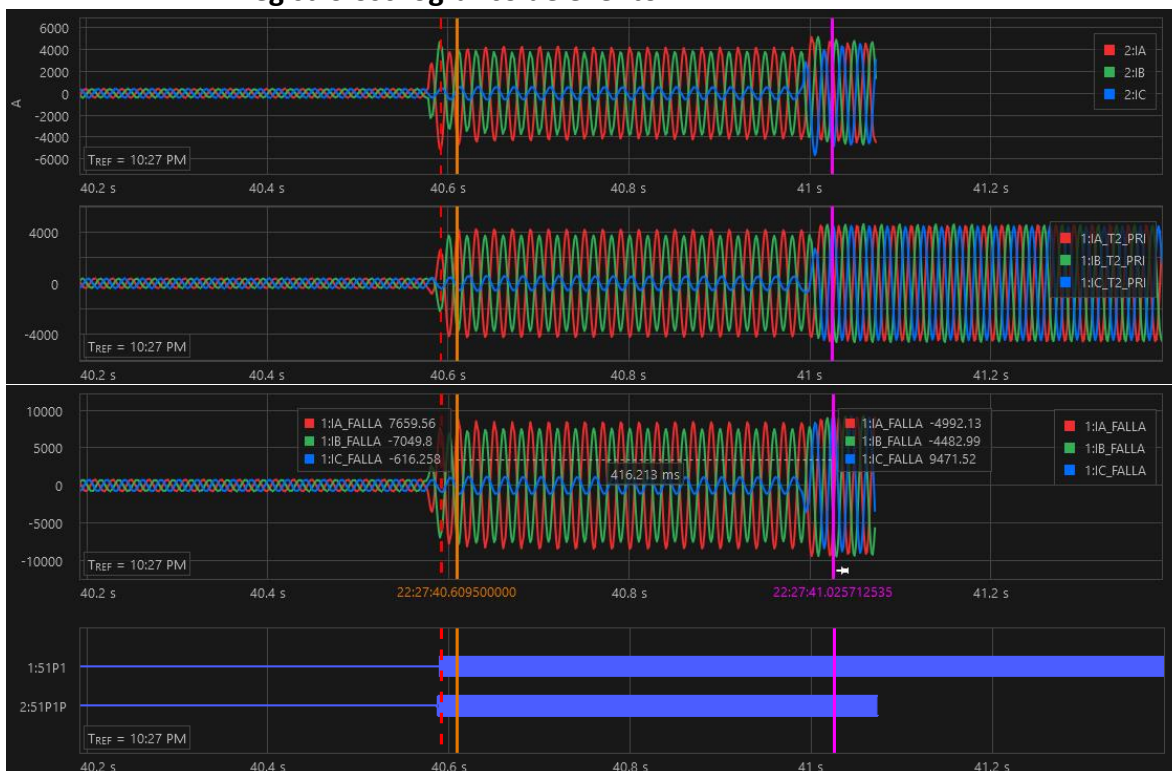 6000
4000
2000
0
-2000
-4000
-6000
A
2:IA
2:IB
2:IC
TREF = 10:27 PM
40.2 s 40.4 s 40.6 s 40.8 s 41 s 41.2 s
4000
0
-4000
1:IA_T2_PRI
1:IB_T2_PRI
1:IC_T2_PRI
TREF = 10:27 PM
40.2 s 40.4 s 40.6 s 40.8 s 41 s 41.2 s
10000
5000
0
-5000
-10000
1:IA_FALLA 7659.56
1:IB_FALLA -7049.8
1:IC_FALLA -616.258
416.213 ms
1:IA_FALLA -4992.13
1:IB_FALLA -4482.99
1:IC_FALLA 9471.52
1:IA_FALLA
1:IB_FALLA
1:IC_FALLA
TREF = 10:27 PM
40.2 s 40.4 s 22:27:40.609500000 40.8 s 22:27:41.025712535 41.2 s
1:51P1
2:51P1P
TREF = 10:27 PM
40.2 s 40.4 s 40.6 s 40.8 s 41 s 41.2 s